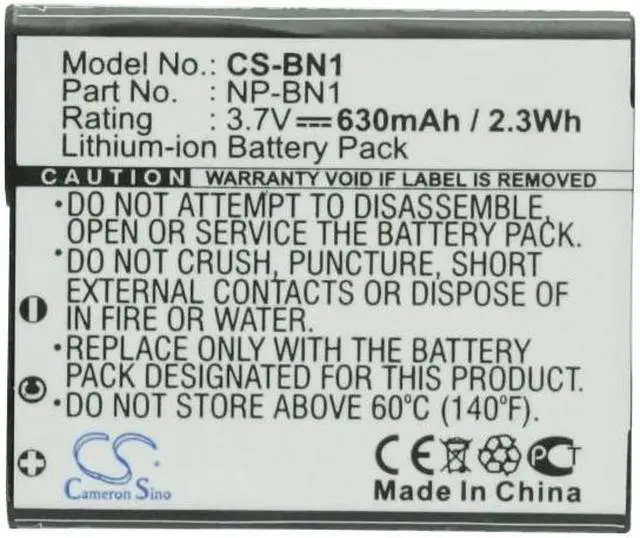 Model No.: CS-BN1
Part No. : NP-BN1
Rating : 3.7V 630mAh / 2.3Wh
Lithium-ion Battery Pack
CAUTION WARRANTY VOID IF LABEL IS REMOVED
•DO NOT ATTEMPT TO DISASSEMBLE,
OPEN OR SERVICE THE BATTERY PACK.
•DO NOT CRUSH, PUNCTURE, SHORT
EXTERNAL CONTACTS OR DISPOSE OF
IN FIRE OR WATER.
•REPLACE ONLY WITH THE BATTERY
PACK DESIGNATED FOR THIS PRODUCT.
•DO NOT STORE ABOVE 60°C (140°F).
CS
Cameron Sino
CE PCT
Made In China